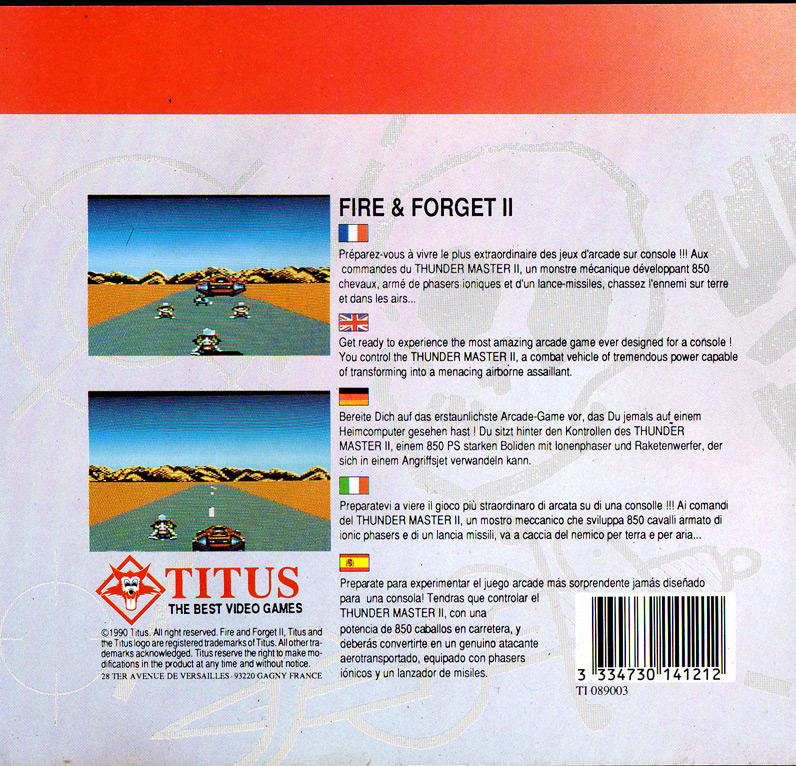 FIRE & FORGET II
Préparez-vous à vivre le plus extraordinaire des jeux d'arcade sur console !!! Aux
commandes du THUNDER MASTER II, un monstre mécanique développant 850
chevaux, armé de phasers ioniques et d'un lance-missiles, chassez l'ennemi sur terre
et dans les airs...
Get ready to experience the most amazing arcade game ever designed for a console !
You control the THUNDER MASTER II, a combat vehicle of tremendous power capable
of transforming into a menacing airborne assaillant.
Bereite Dich auf das erstaunlichste Arcade-Game vor, das Du jemals auf einem
Heimcomputer gesehen hast ! Du sitzt hinter den Kontrollen des THUNDER
MASTER II, einem 850 PS starken Boliden mit Ionenphaser und Raketenwerfer, der
sich in einem Angriffsjet verwandeln kann.
Preparatevi a viere il gioco più straordinaro di arcata su di una consolle !!! Ai comandi
del THUNDER MASTER II, un mostro meccanico che sviluppa 850 cavalli armato di
ionic phasers e di un lancia missili, va a caccia del nemico per terra e per aria...
Preparate para experimentar el juego arcade más sorprendente jamás diseñado
para una consola! Tendras que controlar el
THUNDER MASTER II, con una
potencia de 850 caballos en carretera, y
deberás convertirte en un genuino atacante
aerotransportado, equipado con phasers
iónicos y un lanzador de misiles.
TITUS
THE BEST VIDEO GAMES
©1990 Titus. All right reserved. Fire and Forget II, Titus and
the Titus logo are registered trademarks of Titus. All other tra-
demarks acknowledged. Titus reserve the right to make mo-
difications in the product at any time and without notice.
28 TER AVENUE DE VERSAILLES - 93220 GAGNY FRANCE
3 334730 141212
TI 089003